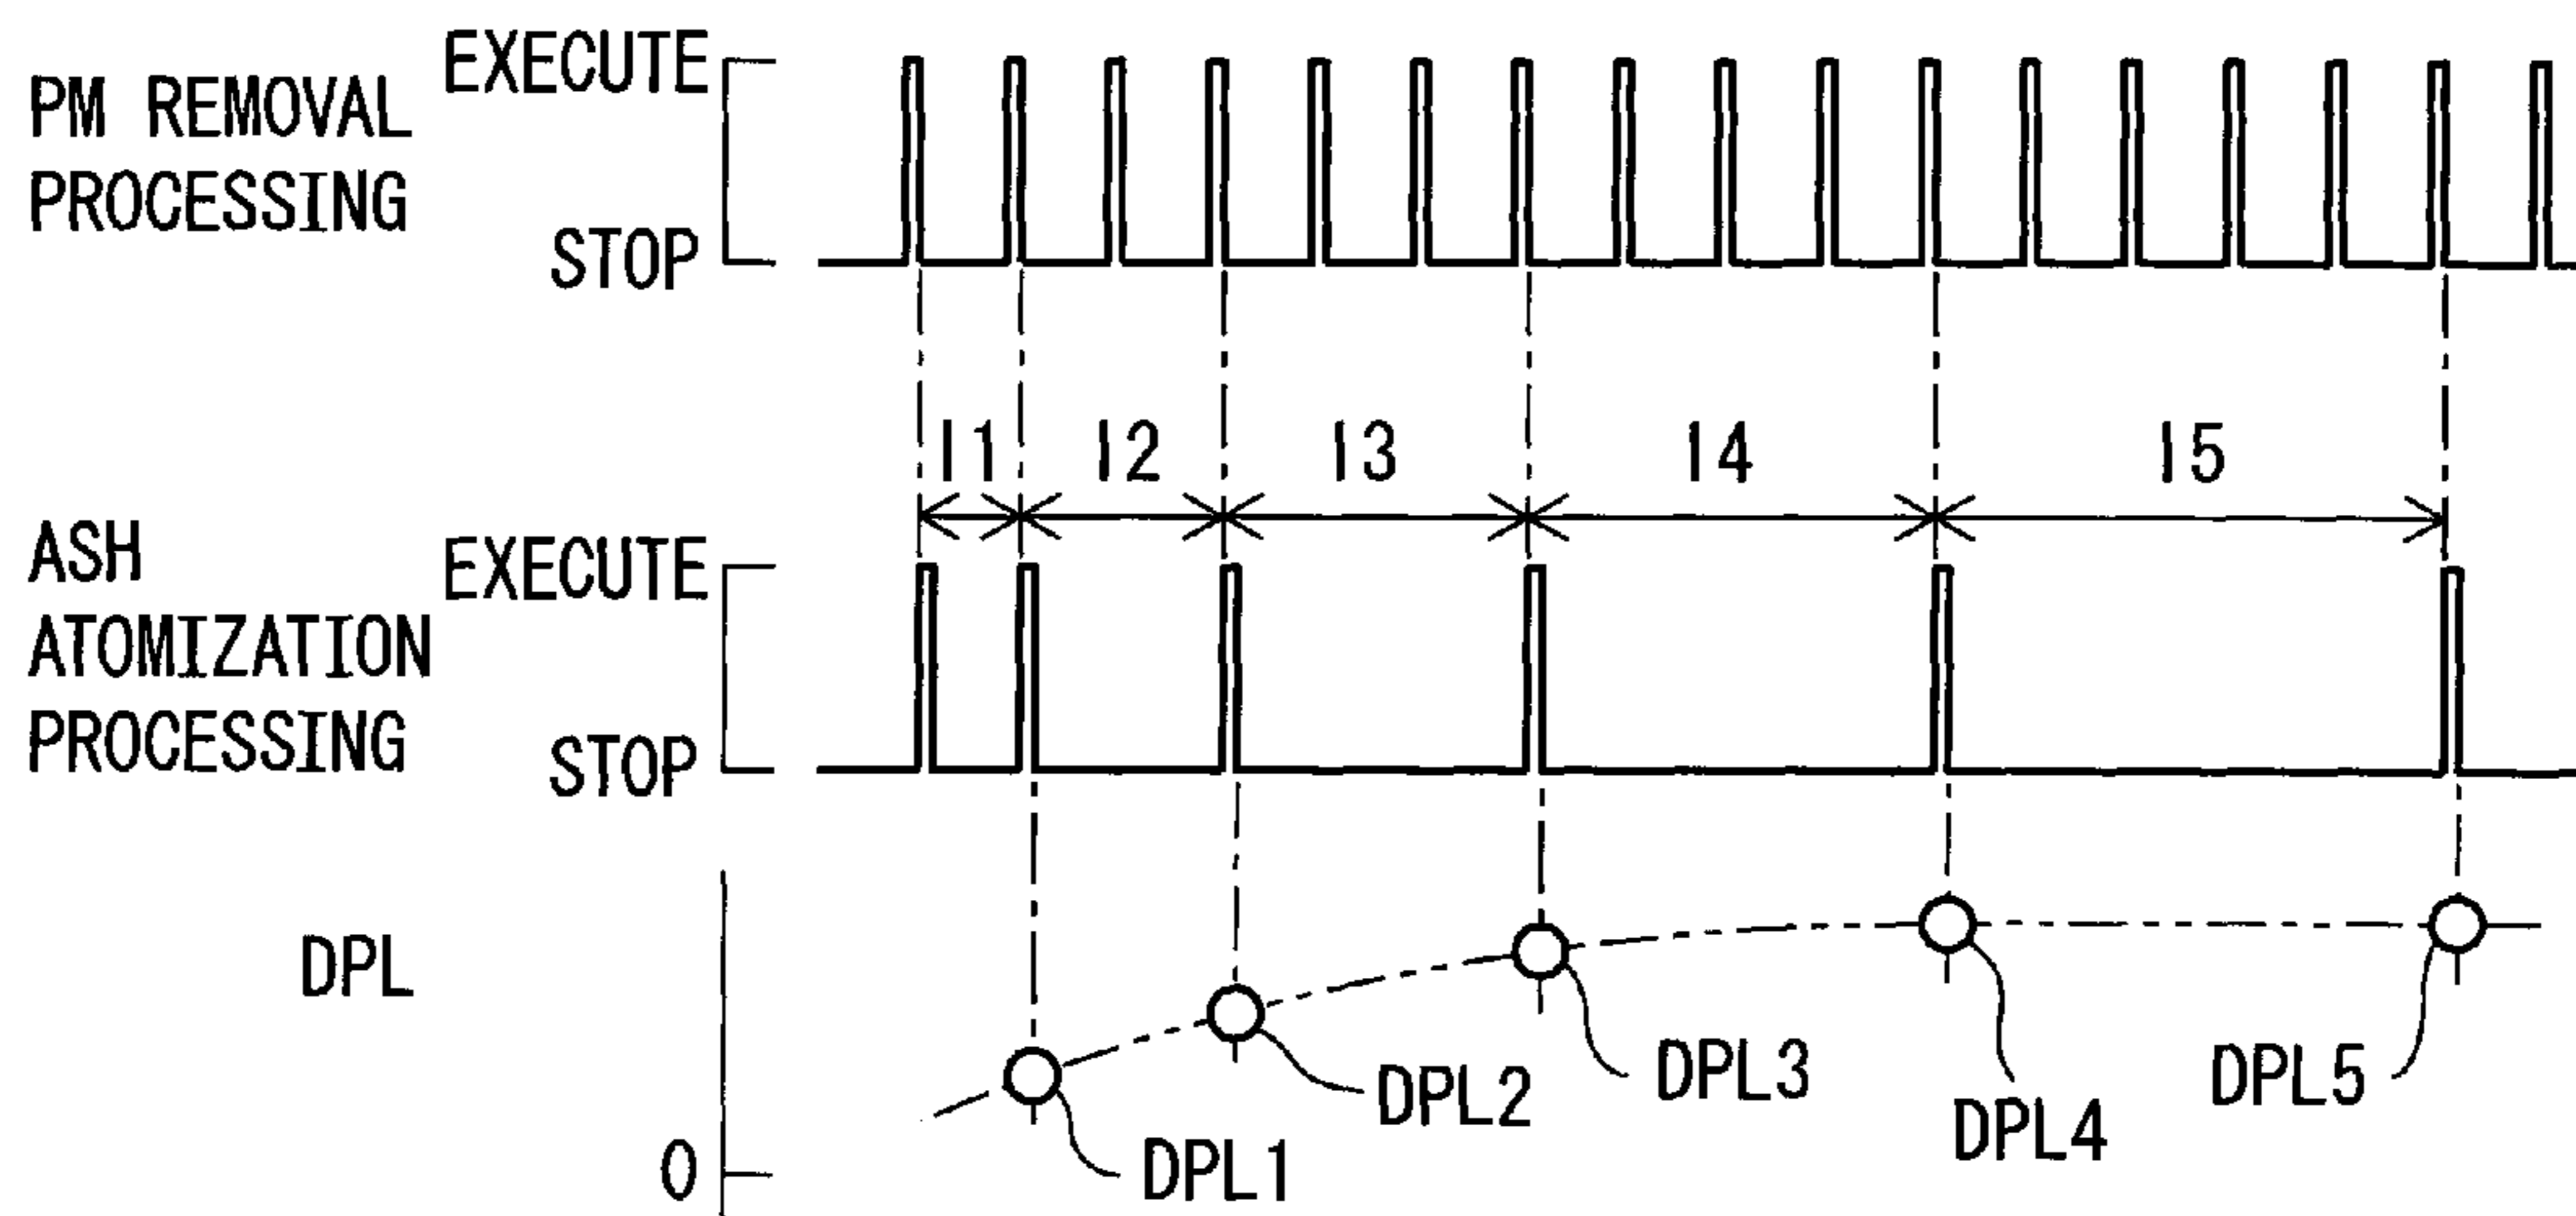 PM REMOVAL
PROCESSING
EXECUTE
STOP
I1 I2 I3 I4 I5
ASH
ATOMIZATION
PROCESSING
EXECUTE
STOP
DPL
0
DPL1
DPL2
DPL3
DPL4
DPL5